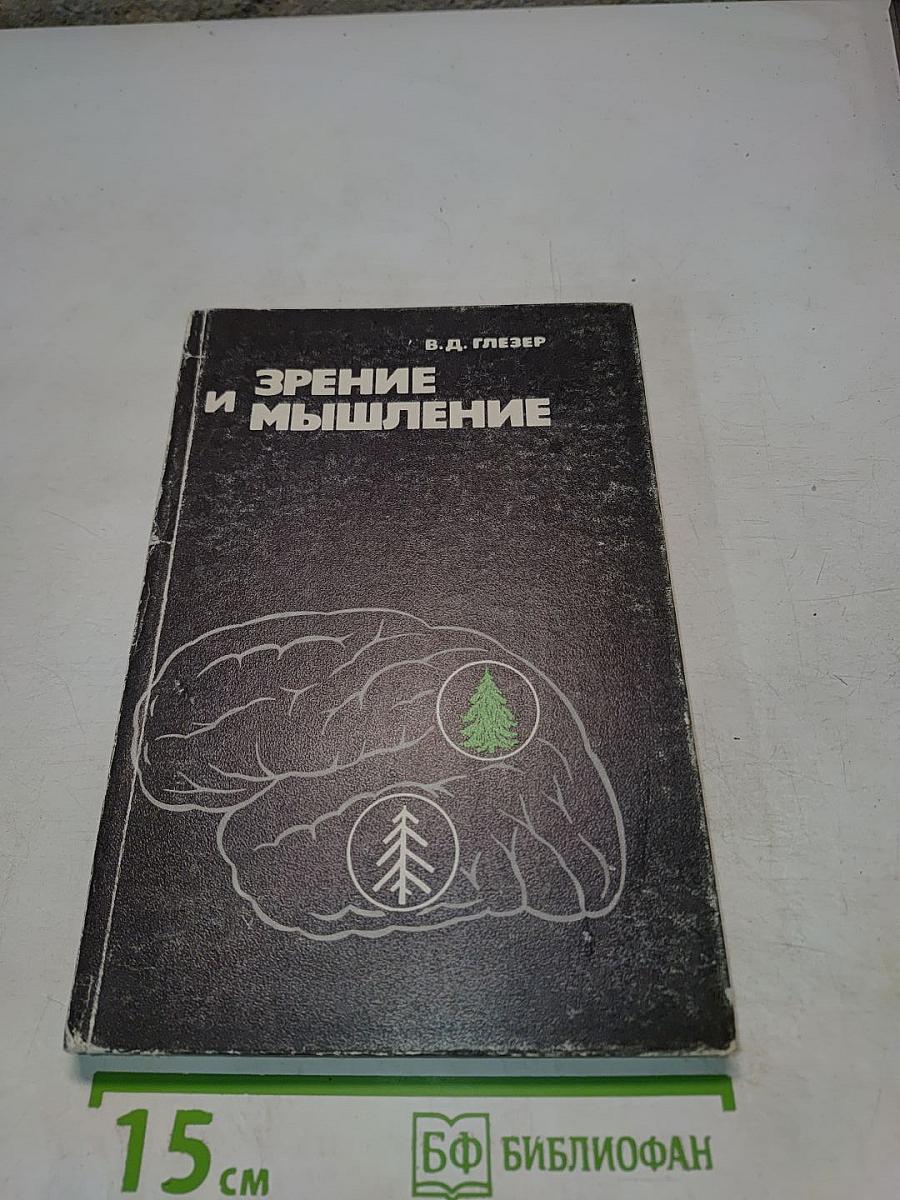 В.Д. ГЛЕЗЕР
ЗРЕНИЕ
И МЫШЛЕНИЕ
15 см
БФ БИБЛИОФАН